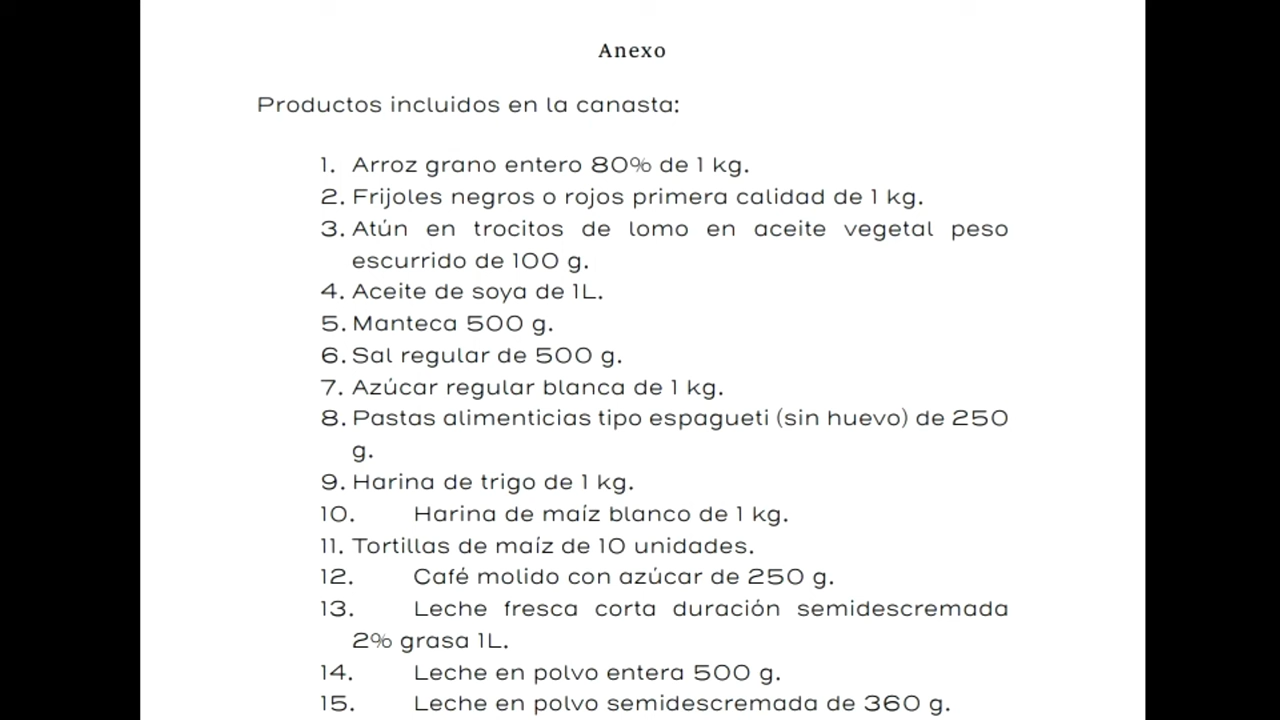 Anexo
Productos incluidos en la canasta:
1. Arroz grano entero 80% de 1 kg.
2. Frijoles negros o rojos primera calidad de 1 kg.
3. Atún en trocitos de lomo en aceite vegetal peso
escurrido de 100 g.
4. Aceite de soya de 1L.
5. Manteca 500 g.
6. Sal regular de 500 g.
7. Azúcar regular blanca de 1 kg.
8. Pastas alimenticias tipo espagueti (sin huevo) de 250
g.
9. Harina de trigo de 1 kg.
10. Harina de maíz blanco de 1 kg.
11. Tortillas de maíz de 10 unidades.
12. Café molido con azúcar de 250 g.
13. Leche fresca corta duración semidescremada
2% grasa 1L.
14. Leche en polvo entera 500 g.
15. Leche en polvo semidescremada de 360 g.